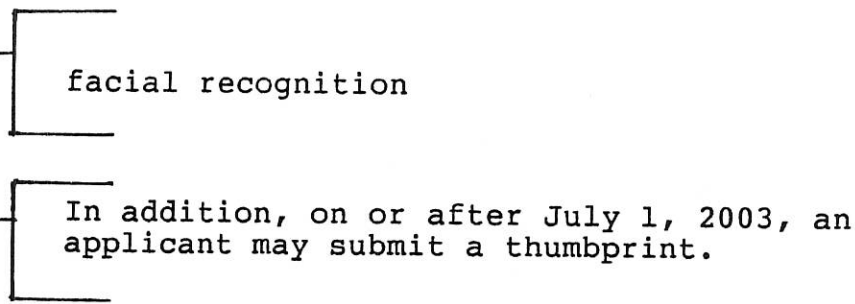 facial recognition
In addition, on or after July 1, 2003, an
applicant may submit a thumbprint.